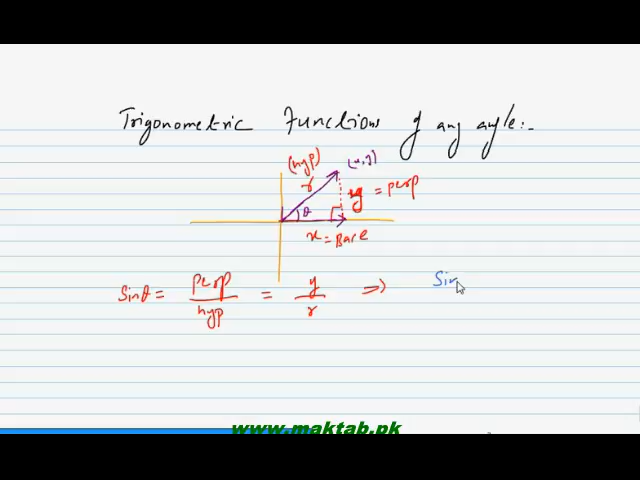 Trigonometric Functions of any angle:-
(hyp) (x,y)
r y = perp
θ
x = Base
Sinθ = perp/hyp = y/r ⇒ Sin
www.maktab.pk